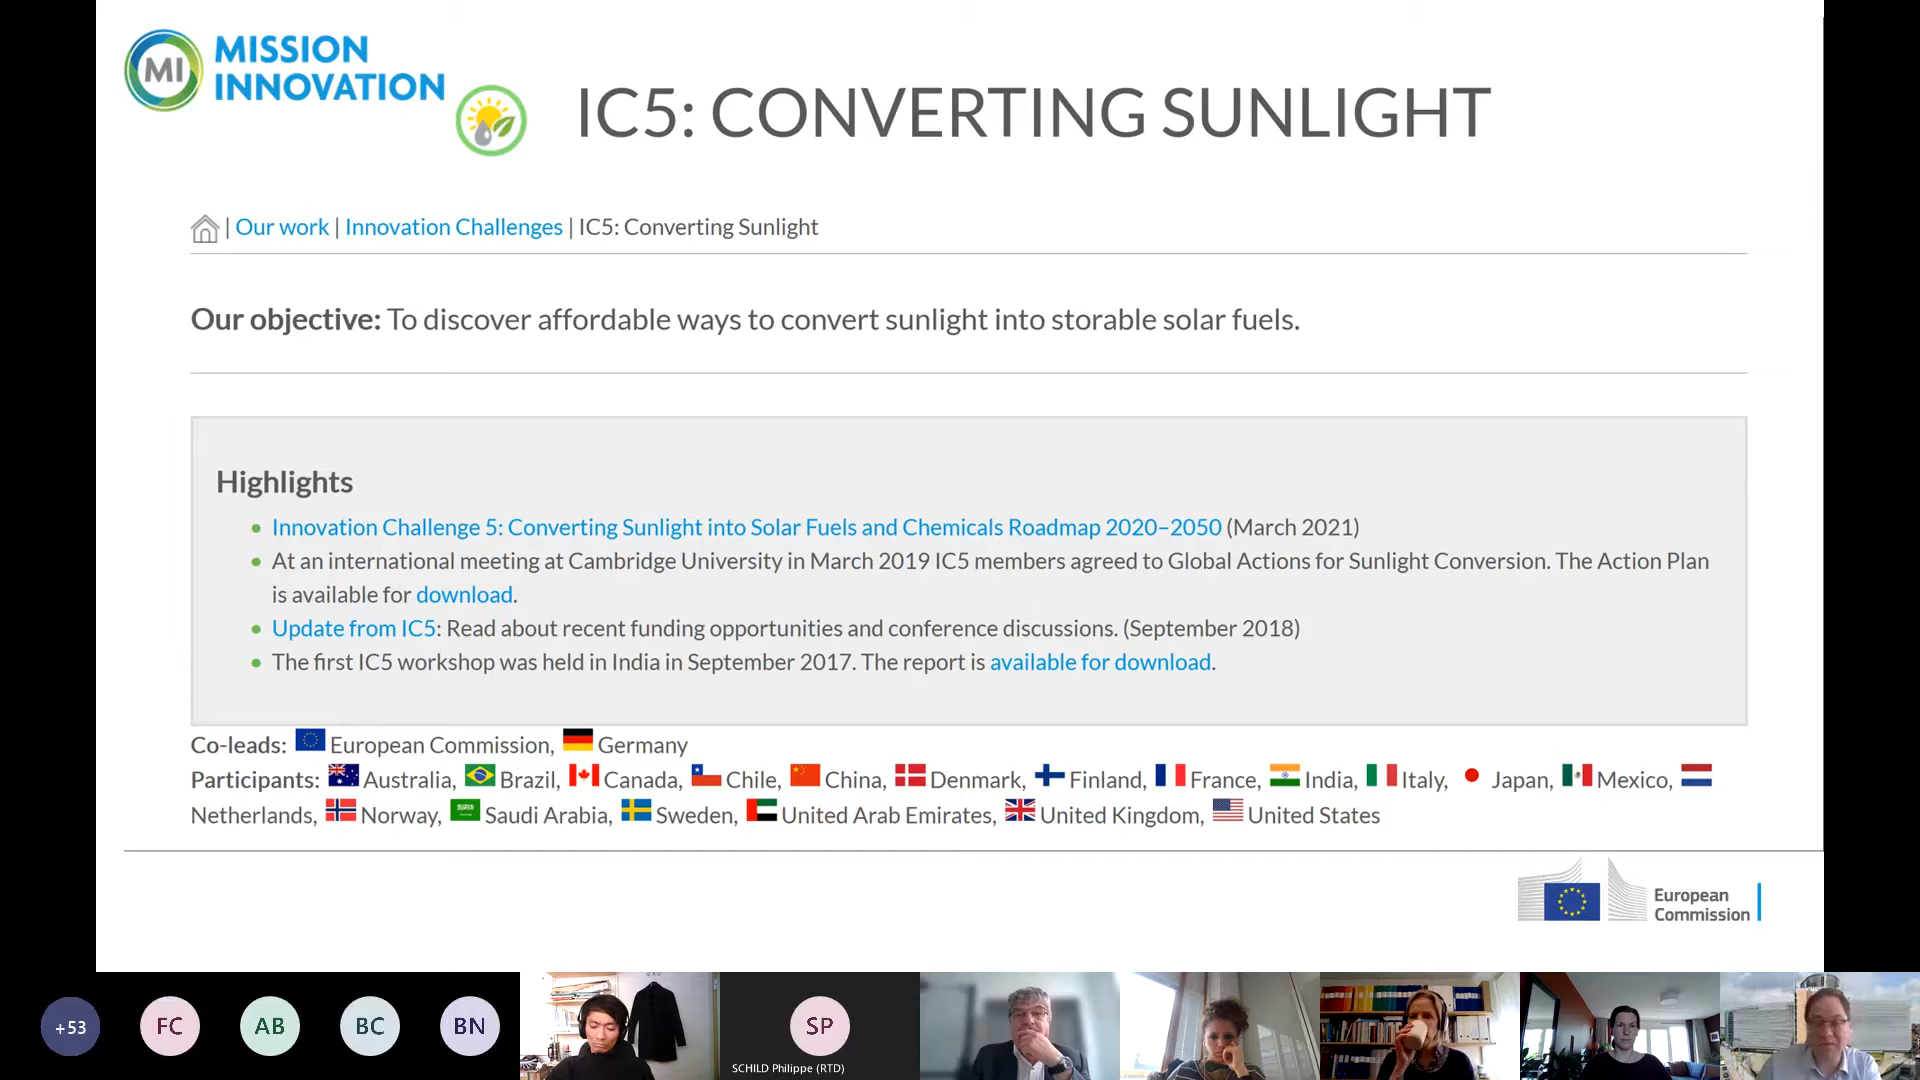 MI MISSION
INNOVATION
IC5: CONVERTING SUNLIGHT
| Our work | Innovation Challenges | IC5: Converting Sunlight
Our objective: To discover affordable ways to convert sunlight into storable solar fuels.
Highlights
• Innovation Challenge 5: Converting Sunlight into Solar Fuels and Chemicals Roadmap 2020–2050 (March 2021)
• At an international meeting at Cambridge University in March 2019 IC5 members agreed to Global Actions for Sunlight Conversion. The Action Plan
is available for download.
• Update from IC5: Read about recent funding opportunities and conference discussions. (September 2018)
• The first IC5 workshop was held in India in September 2017. The report is available for download.
Co-leads: European Commission, Germany
Participants: Australia, Brazil, Canada, Chile, China, Denmark, Finland, France, India, Italy, Japan, Mexico,
Netherlands, Norway, Saudi Arabia, Sweden, United Arab Emirates, United Kingdom, United States
European
Commission
+53 FC AB BC BN SP
SCHILD Philippe (RTD)